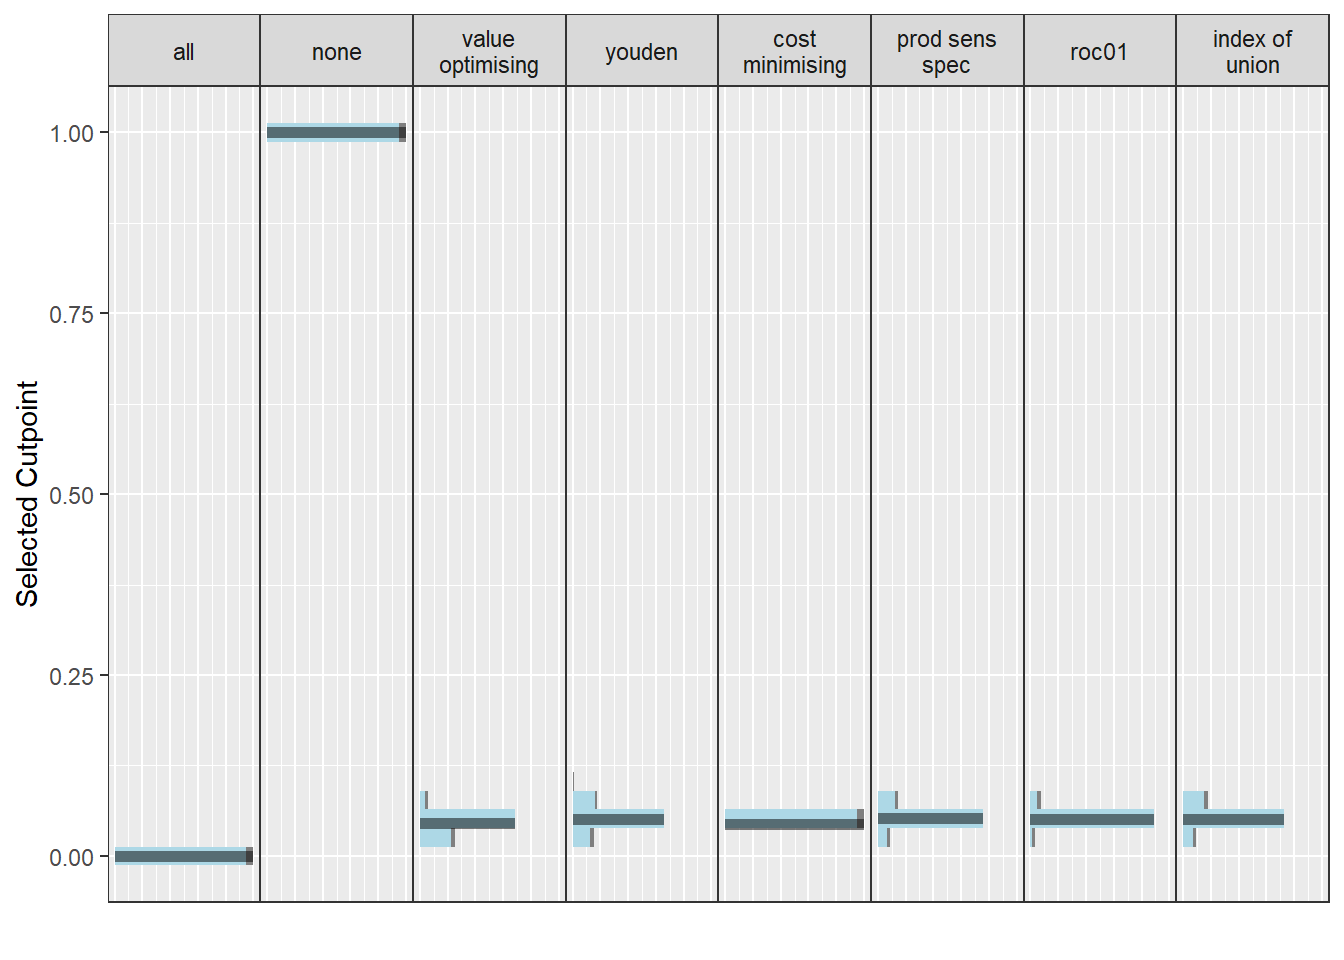 all
none
value
optimising
youden
cost
minimising
prod sens
spec
roc01
index of
union
1.00
0.75
0.50
0.25
0.00
Selected Cutpoint